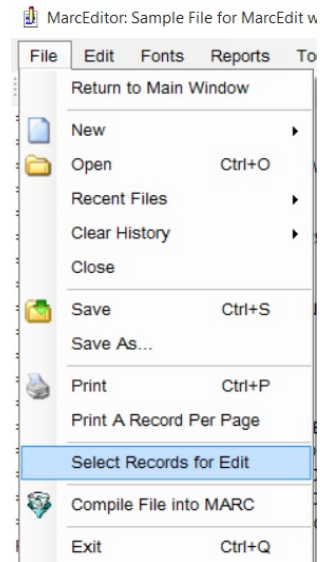 MarcEditor: Sample File for MarcEdit w
File Edit Fonts Reports To
Return to Main Window
New
Open Ctrl+O
Recent Files
Clear History
Close
Save Ctrl+S
Save As...
Print Ctrl+P
Print A Record Per Page
Select Records for Edit
Compile File into MARC
Exit Ctrl+Q